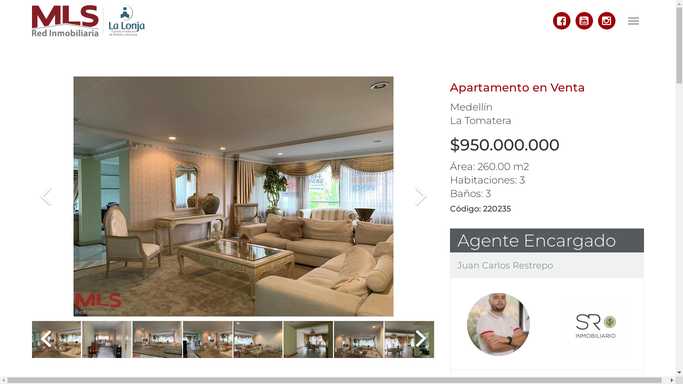 MLS
Red Inmobiliaria
La Lonja
Apartamento en Venta
Medellín
La Tomatera
$950.000.000
Área: 260.00 m2
Habitaciones: 3
Baños: 3
Código: 220235
MLS
Agente Encargado
Juan Carlos Restrepo
SR
INMOBILIARIO